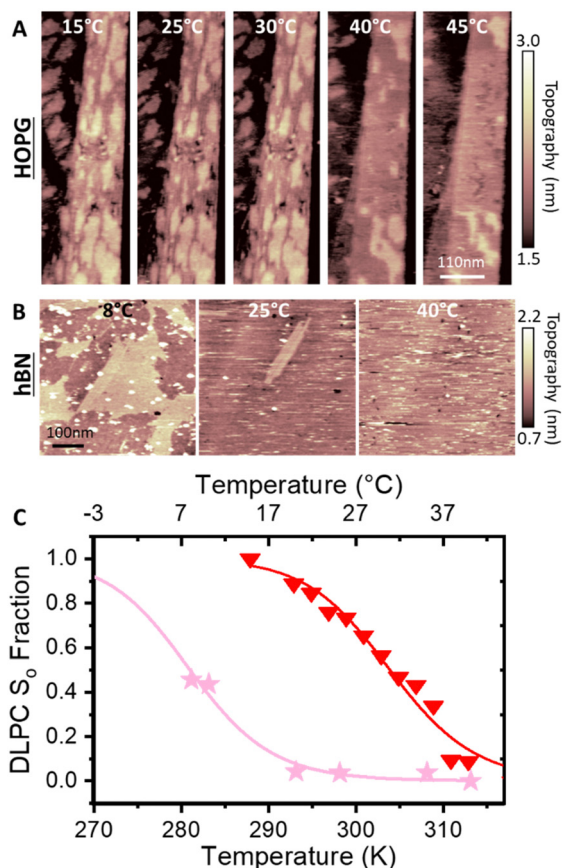 A
15°C 25°C 30°C 40°C 45°C
HOPG
110nm
3.0
Topography (nm)
1.5
B
8°C 25°C 40°C
hBN
100nm
2.2
Topography (nm)
0.7
Temperature (°C)
C
-3 7 17 27 37
DLPC So Fraction
1.0
0.8
0.6
0.4
0.2
0.0
270 280 290 300 310
Temperature (K)